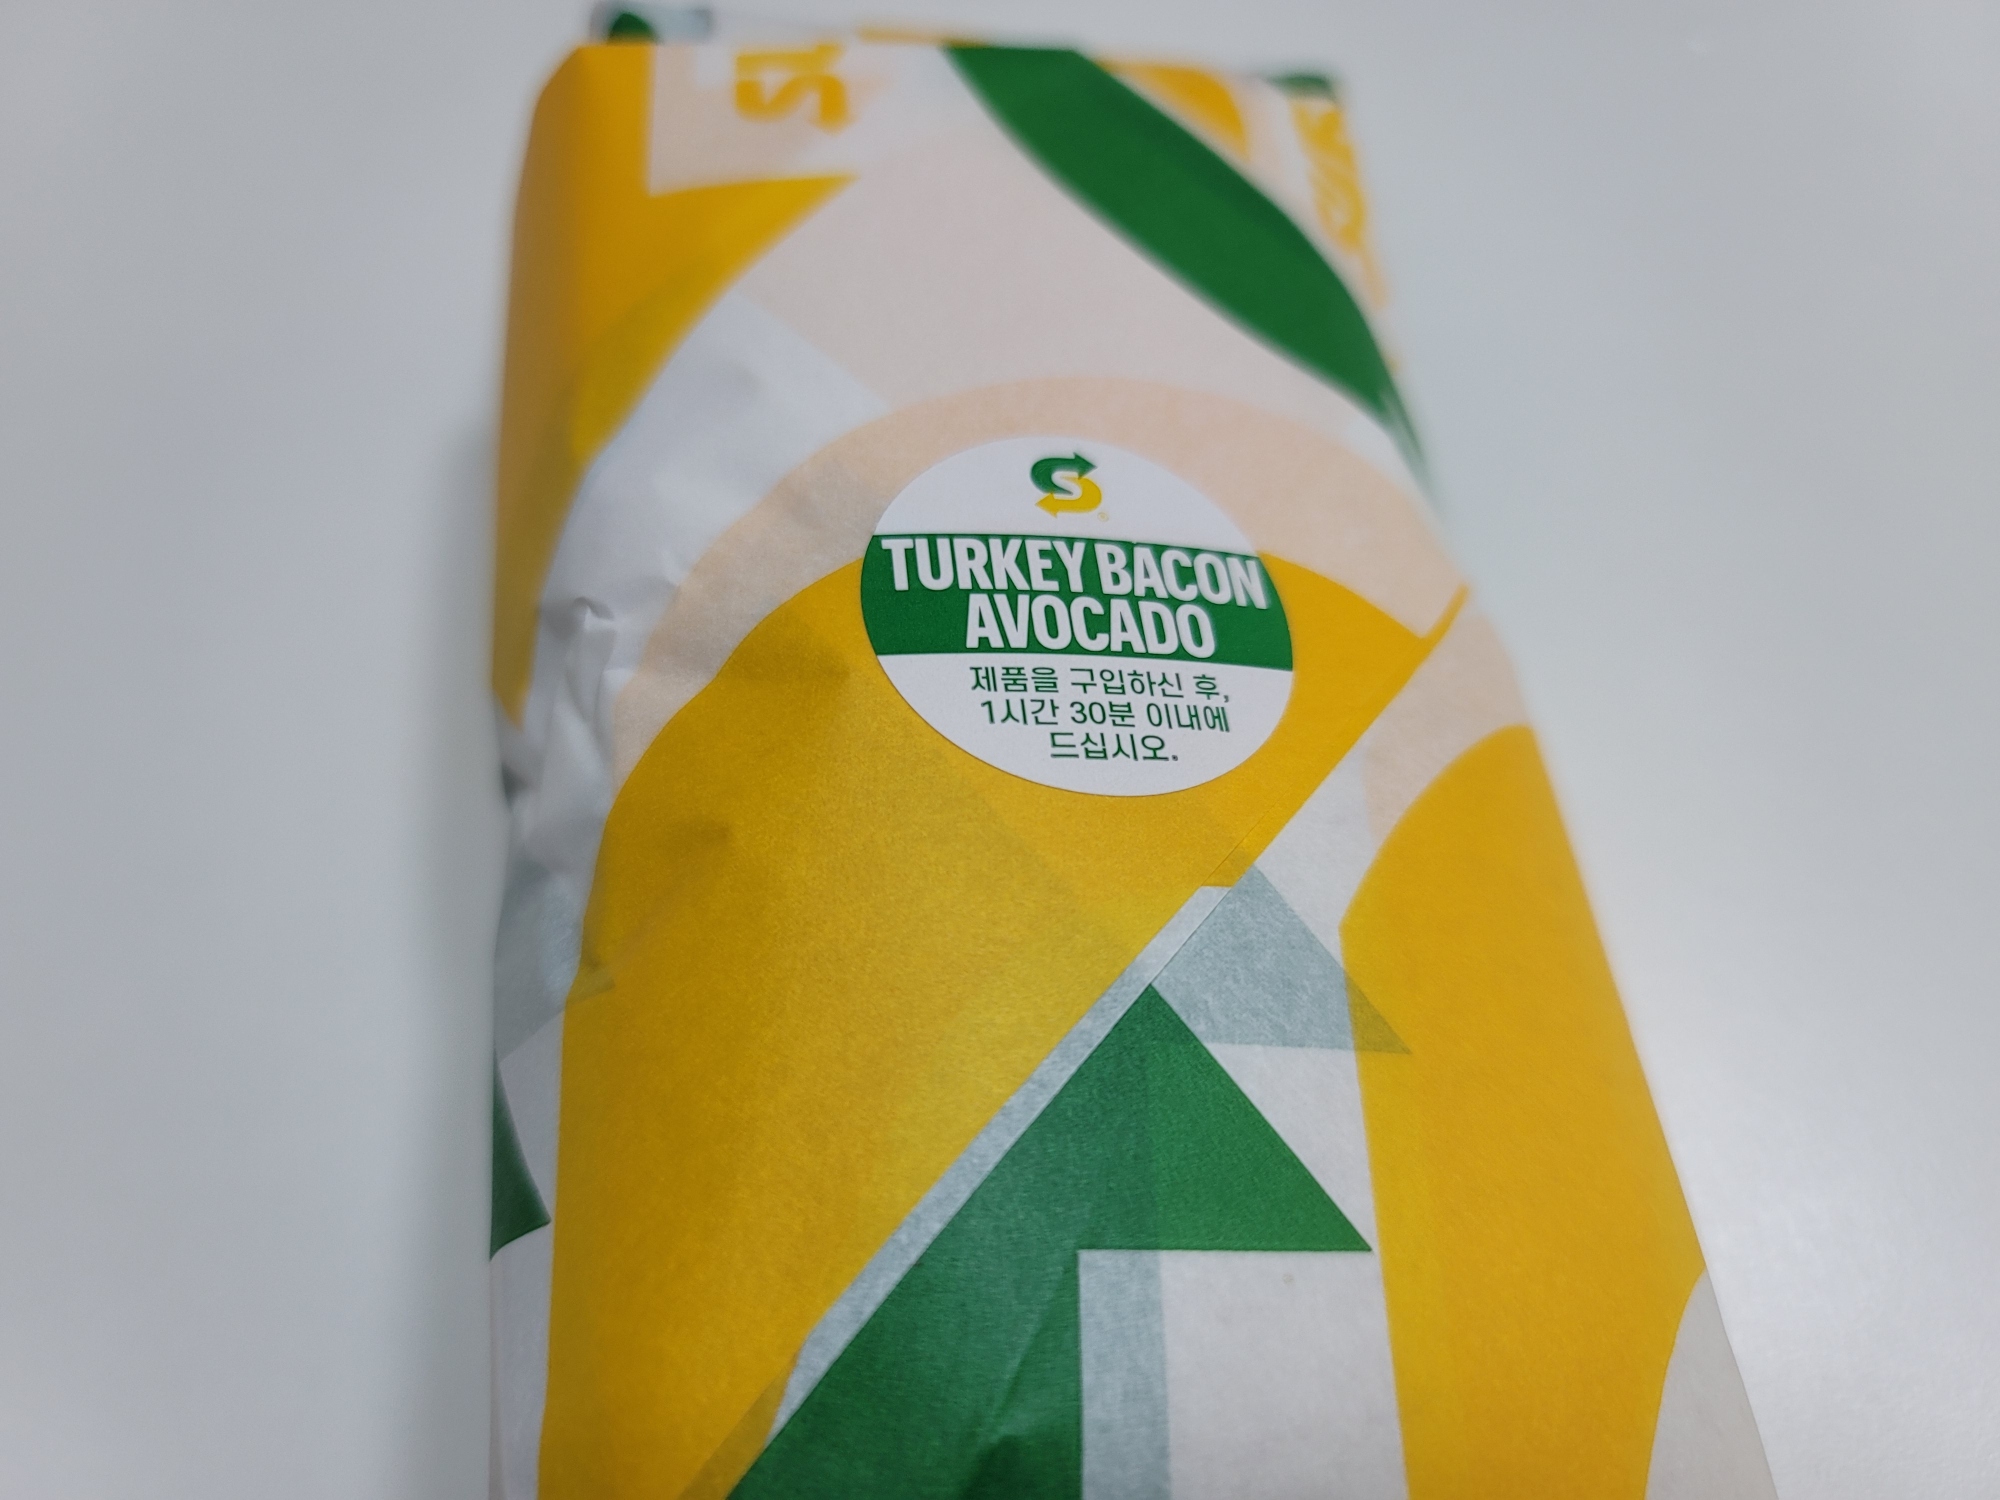 TURKEY BACON
AVOCADO
제품을 구입하신 후,
1시간 30분 이내에
드십시오.